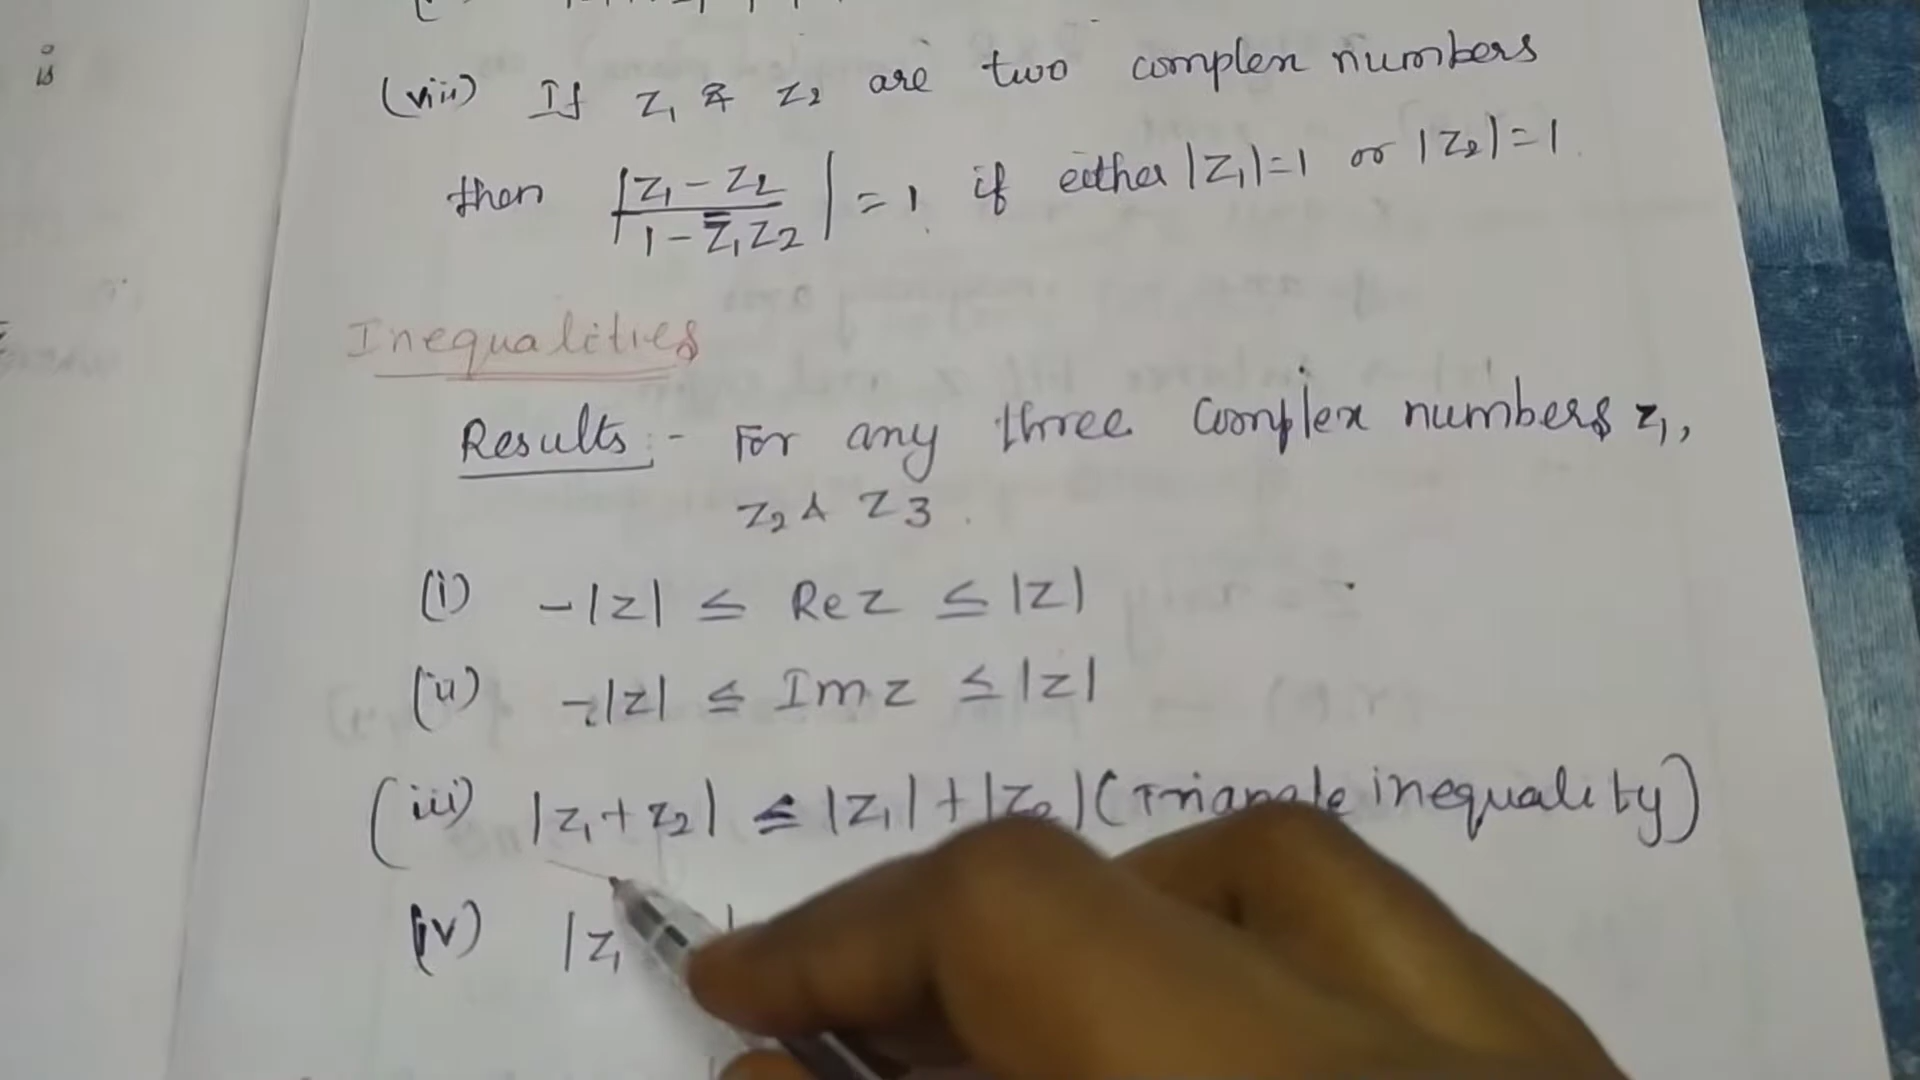 is
(viii) If z₁ & z₂ are two complex numbers
then |z₁ - z₂ / 1 - z̄₁z₂| = 1 if either |z₁|=1 or |z₂|=1
Inequalities
Results :- For any three complex numbers z₁,
z₂ & z₃.
(i) -|z| ≤ Re z ≤ |z|
(ii) -|z| ≤ Im z ≤ |z|
(iii) |z₁+z₂| ≤ |z₁|+|z₂| (Triangle inequality)
(iv) |z₁